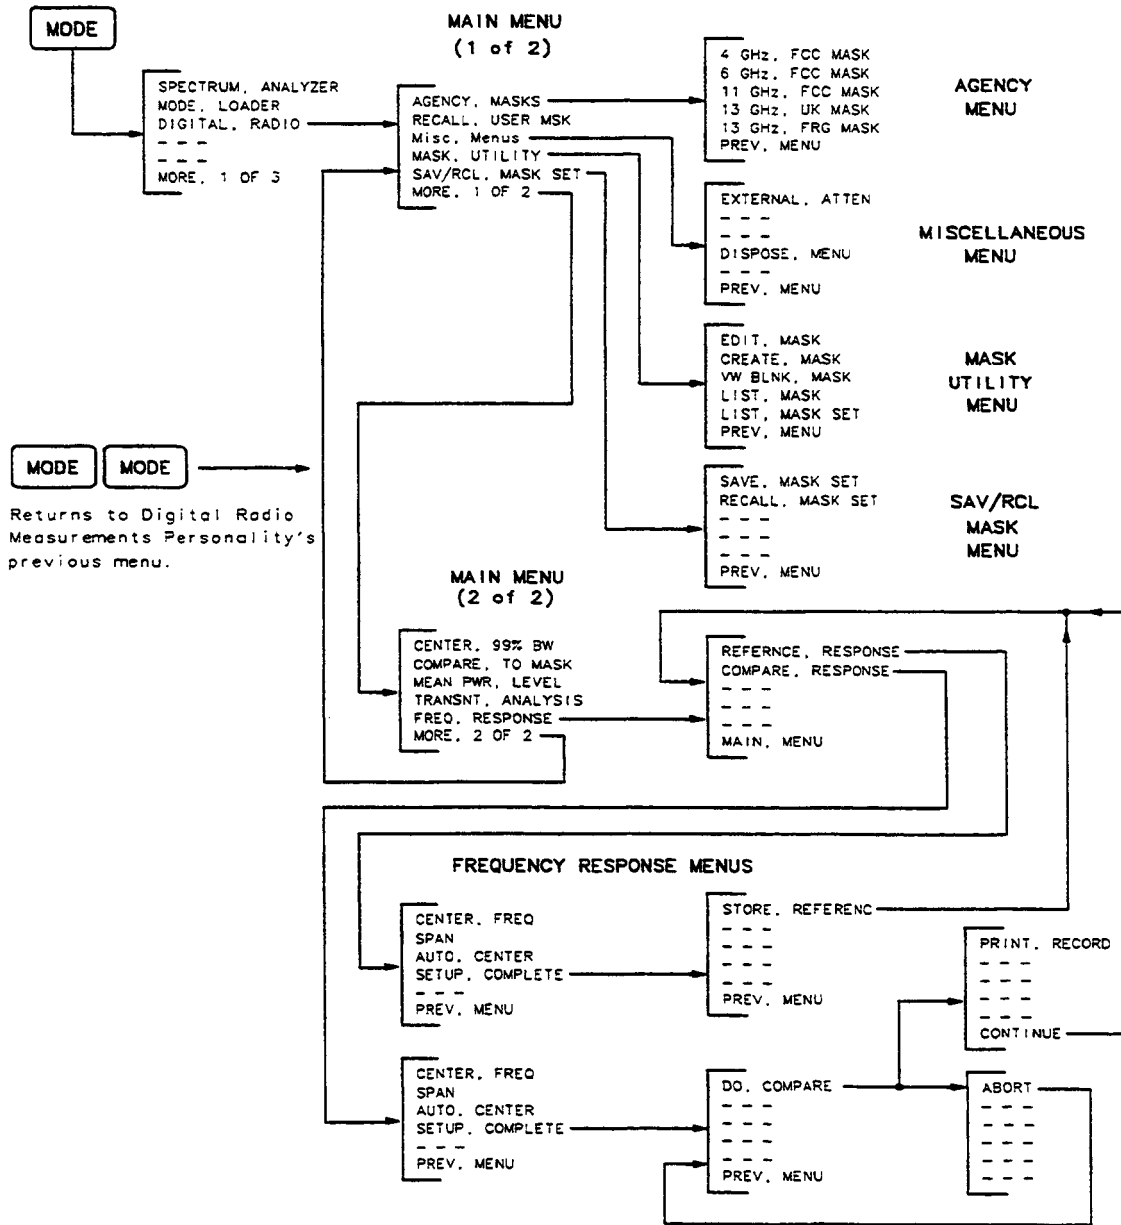 MODE
SPECTRUM, ANALYZER
MODE, LOADER
DIGITAL, RADIO
- - -
- - -
MORE, 1 OF 3
MAIN MENU
(1 of 2)
AGENCY, MASKS
RECALL, USER MSK
Misc, Menus
MASK, UTILITY
SAV/RCL, MASK SET
MORE, 1 OF 2
4 GHz, FCC MASK
6 GHz, FCC MASK
11 GHz, FCC MASK
13 GHz, UK MASK
13 GHz, FRG MASK
PREV, MENU
AGENCY
MENU
EXTERNAL, ATTEN
- - -
- - -
DISPOSE, MENU
- - -
PREV, MENU
MISCELLANEOUS
MENU
EDIT, MASK
CREATE, MASK
VW BLNK, MASK
LIST, MASK
LIST, MASK SET
PREV, MENU
MASK
UTILITY
MENU
MODE MODE
Returns to Digital Radio
Measurements Personality's
previous menu.
SAVE, MASK SET
RECALL, MASK SET
- - -
- - -
- - -
PREV, MENU
SAV/RCL
MASK
MENU
MAIN MENU
(2 of 2)
CENTER, 99% BW
COMPARE, TO MASK
MEAN PWR, LEVEL
TRANSNT, ANALYSIS
FREQ, RESPONSE
MORE, 2 OF 2
REFERNCE, RESPONSE
COMPARE, RESPONSE
- - -
- - -
- - -
MAIN, MENU
FREQUENCY RESPONSE MENUS
CENTER, FREQ
SPAN
AUTO, CENTER
SETUP, COMPLETE
- - -
PREV, MENU
STORE, REFERENC
- - -
- - -
- - -
- - -
PREV, MENU
PRINT, RECORD
- - -
- - -
- - -
- - -
CONTINUE
CENTER, FREQ
SPAN
AUTO, CENTER
SETUP, COMPLETE
- - -
PREV, MENU
DO, COMPARE
- - -
- - -
- - -
- - -
PREV, MENU
ABORT
- - -
- - -
- - -
- - -
- - -